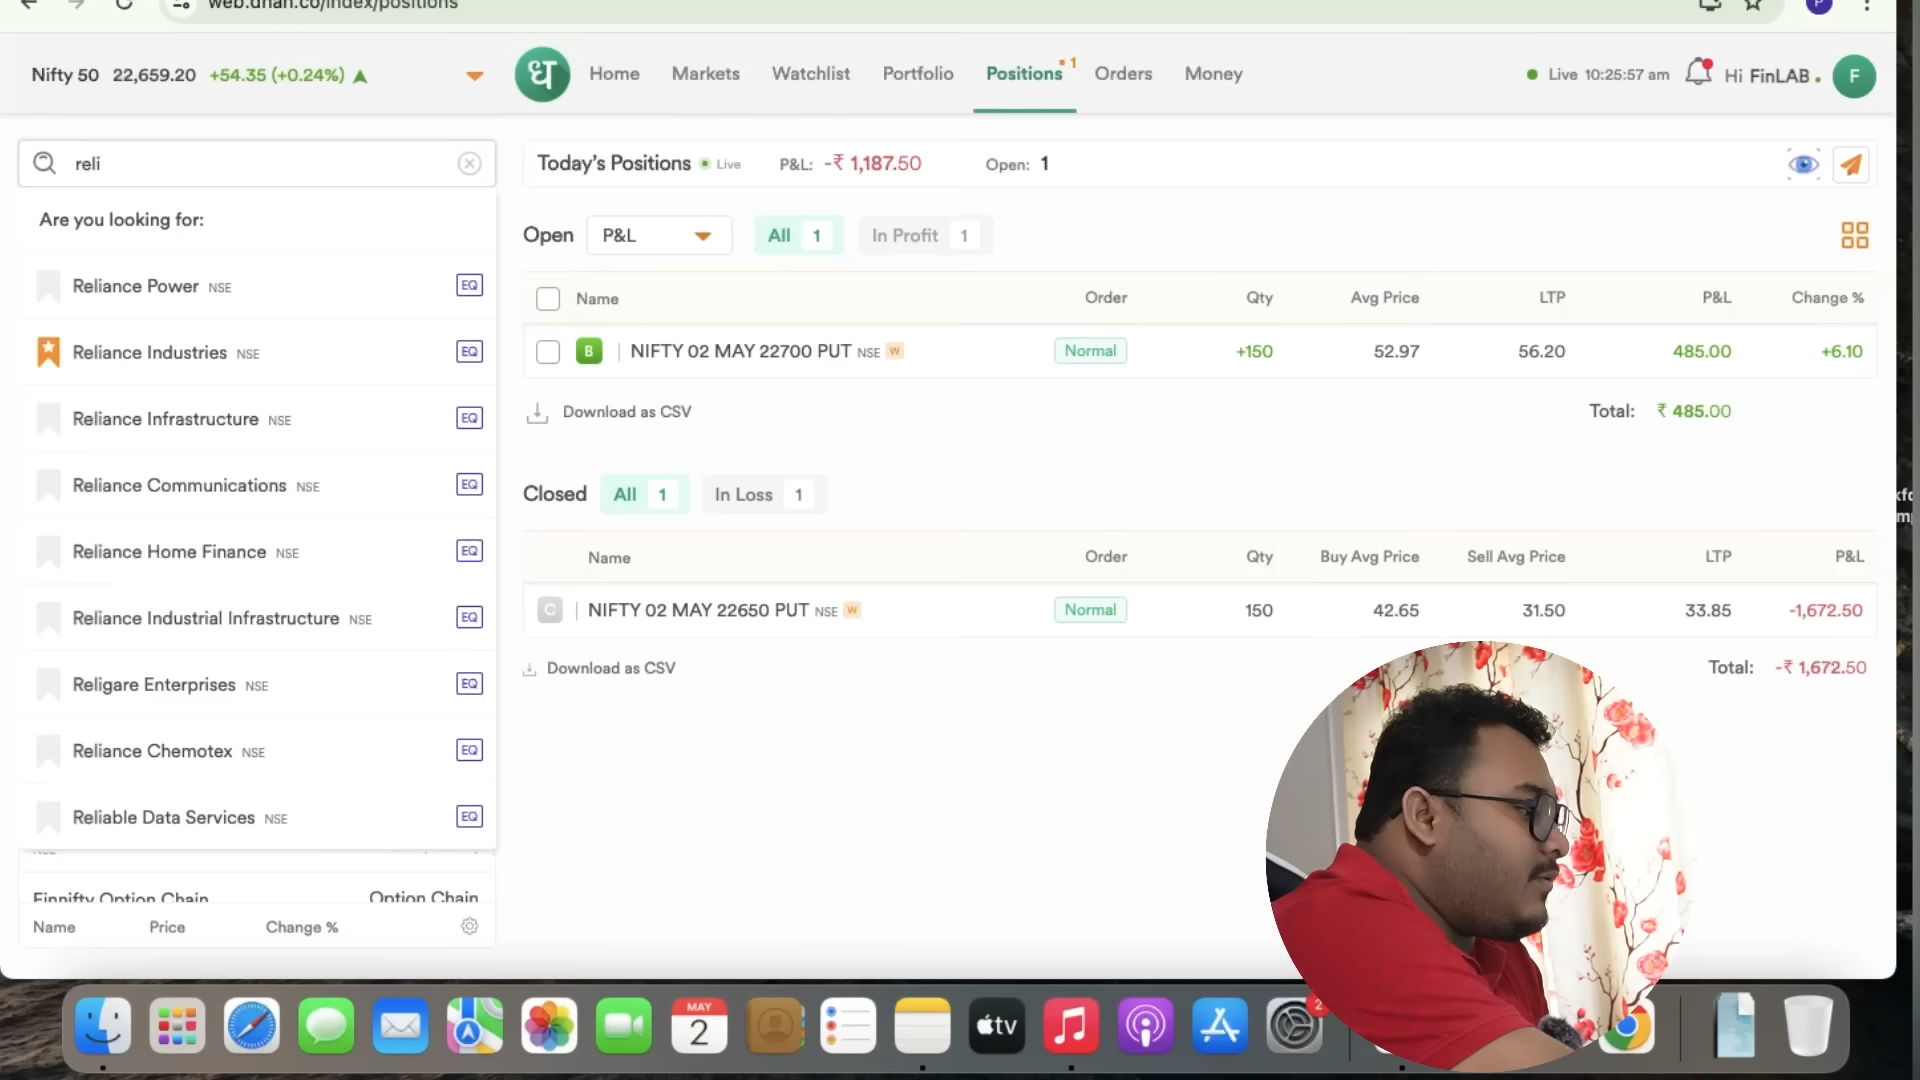 web.dhan.co/index/positions
P
Nifty 50 22,659.20 +54.35 (+0.24%)
ध
Home Markets Watchlist Portfolio Positions 1 Orders Money
Live 10:25:57 am Hi FinLAB F
reli
Today's Positions Live P&L: -₹ 1,187.50 Open: 1
Are you looking for:
Open P&L All 1 In Profit 1
Reliance Power NSE EQ
Reliance Industries NSE EQ
Reliance Infrastructure NSE EQ
Reliance Communications NSE EQ
Reliance Home Finance NSE EQ
Reliance Industrial Infrastructure NSE EQ
Religare Enterprises NSE EQ
Reliance Chemotex NSE EQ
Reliable Data Services NSE EQ
Finnifty Option Chain Option Chain
Name Price Change %
Name Order Qty Avg Price LTP P&L Change %
B NIFTY 02 MAY 22700 PUT NSE W Normal +150 52.97 56.20 485.00 +6.10
Download as CSV Total: ₹ 485.00
Closed All 1 In Loss 1
Name Order Qty Buy Avg Price Sell Avg Price LTP P&L
C NIFTY 02 MAY 22650 PUT NSE W Normal 150 42.65 31.50 33.85 -1,672.50
Download as CSV Total: -₹ 1,672.50
MAY
2
tv
2